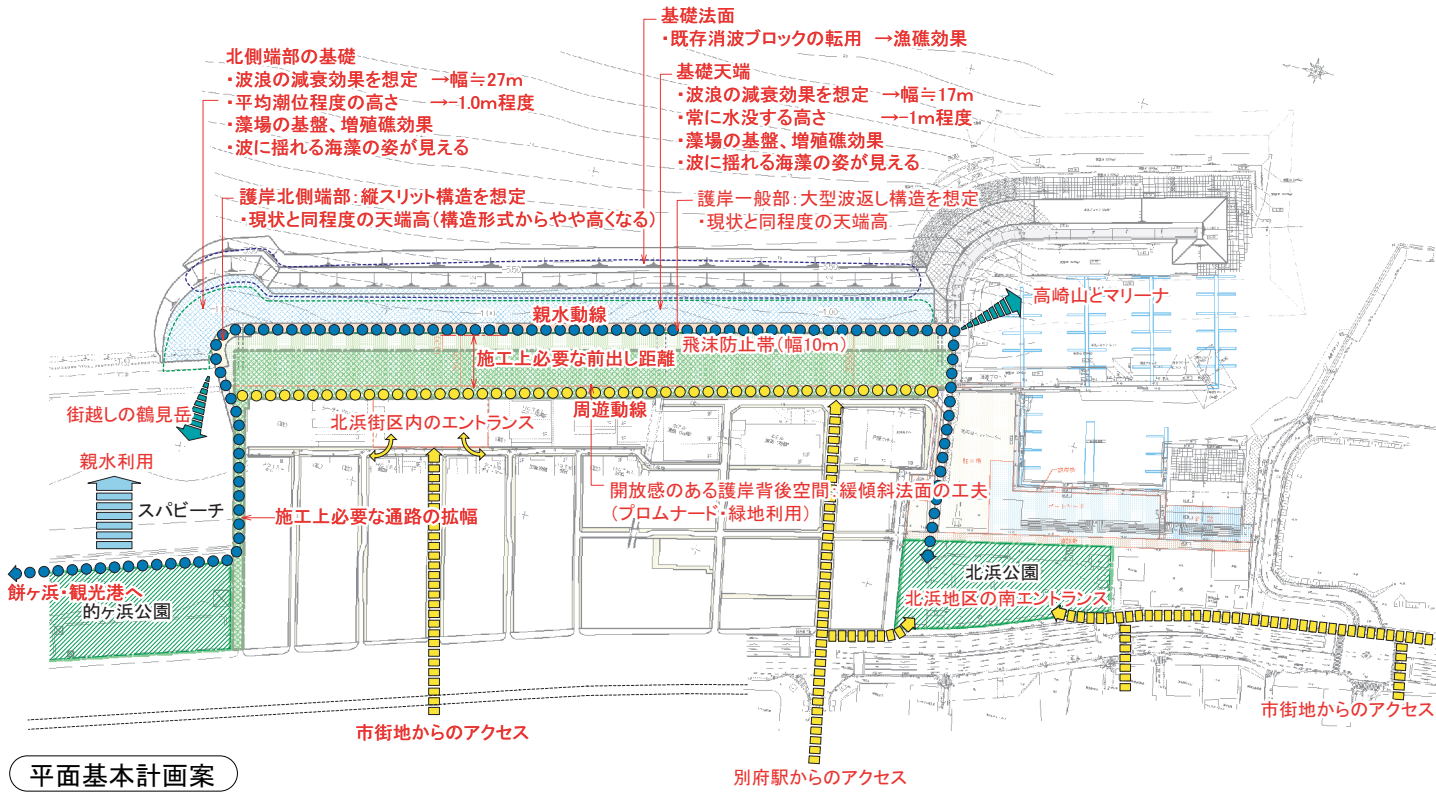 基礎法面
・既存消波ブロックの転用 →漁礁効果
北側端部の基礎
・波浪の減衰効果を想定 →幅≒27m
・平均潮位程度の高さ →-1.0m程度
・藻場の基盤、増殖礁効果
・波に揺れる海藻の姿が見える
基礎天端
・波浪の減衰効果を想定 →幅≒17m
・常に水没する高さ →-1m程度
・藻場の基盤、増殖礁効果
・波に揺れる海藻の姿が見える
護岸北側端部：縦スリット構造を想定
・現状と同程度の天端高（構造形式からやや高くなる）
護岸一般部：大型波返し構造を想定
・現状と同程度の天端高
高崎山とマリーナ
親水動線
飛沫防止帯（幅10m）
施工上必要な前出し距離
街越しの鶴見岳
周遊動線
北浜街区内のエントランス
親水利用
スパビーチ
開放感のある護岸背後空間：緩傾斜法面の工夫
（プロムナード・緑地利用）
施工上必要な通路の拡幅
餅ヶ浜・観光港へ
的ヶ浜公園
北浜公園
北浜地区の南エントランス
市街地からのアクセス
市街地からのアクセス
別府駅からのアクセス
平面基本計画案